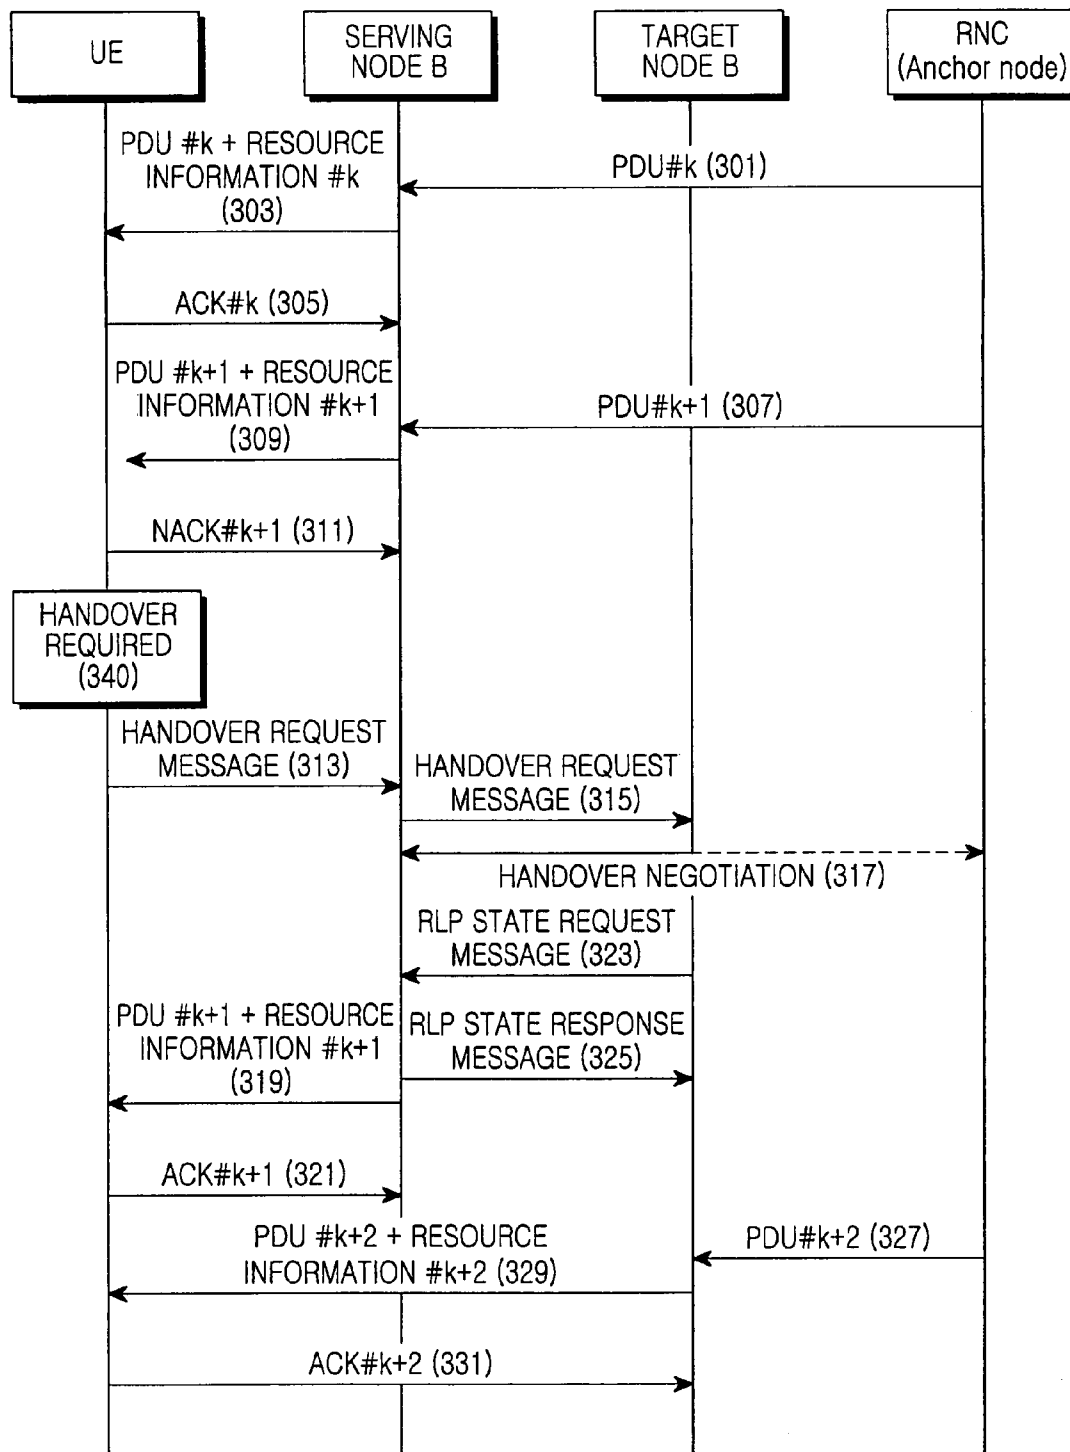 UE
SERVING
NODE B
TARGET
NODE B
RNC
(Anchor node)
PDU #k + RESOURCE
INFORMATION #k
(303)
PDU#k (301)
ACK#k (305)
PDU #k+1 + RESOURCE
INFORMATION #k+1
(309)
PDU#k+1 (307)
NACK#k+1 (311)
HANDOVER
REQUIRED
(340)
HANDOVER REQUEST
MESSAGE (313)
HANDOVER REQUEST
MESSAGE (315)
HANDOVER NEGOTIATION (317)
RLP STATE REQUEST
MESSAGE (323)
PDU #k+1 + RESOURCE
INFORMATION #k+1
(319)
RLP STATE RESPONSE
MESSAGE (325)
ACK#k+1 (321)
PDU #k+2 + RESOURCE
INFORMATION #k+2 (329)
PDU#k+2 (327)
ACK#k+2 (331)